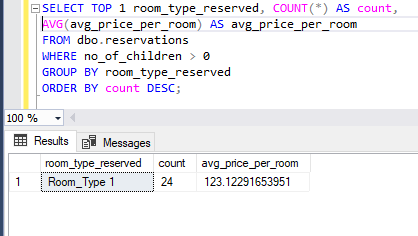 SELECT TOP 1 room_type_reserved, COUNT(*) AS count,
AVG(avg_price_per_room) AS avg_price_per_room
FROM dbo.reservations
WHERE no_of_children > 0
GROUP BY room_type_reserved
ORDER BY count DESC;
100 %
Results Messages
room_type_reserved count avg_price_per_room
1 Room_Type 1 24 123.12291653951